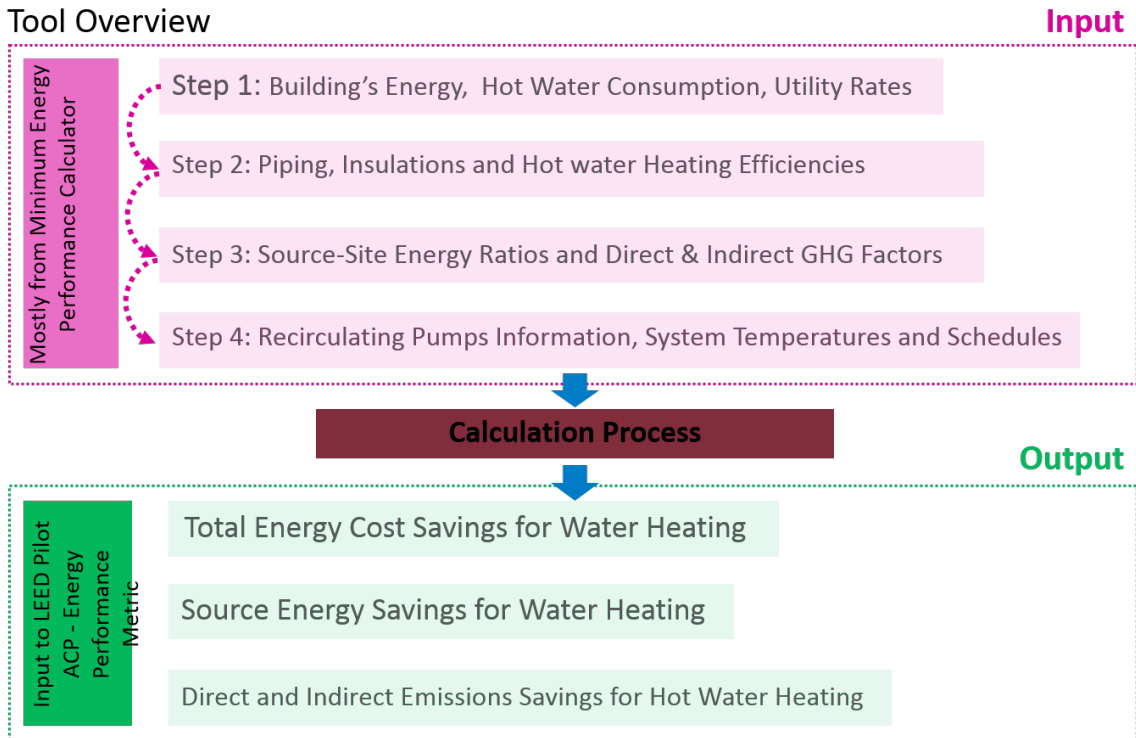 Tool Overview
Input
Mostly from Minimum Energy
Performance Calculator
Step 1: Building’s Energy, Hot Water Consumption, Utility Rates
Step 2: Piping, Insulations and Hot water Heating Efficiencies
Step 3: Source-Site Energy Ratios and Direct & Indirect GHG Factors
Step 4: Recirculating Pumps Information, System Temperatures and Schedules
Calculation Process
Output
Input to LEED Pilot
ACP - Energy
Performance
Metric
Total Energy Cost Savings for Water Heating
Source Energy Savings for Water Heating
Direct and Indirect Emissions Savings for Hot Water Heating